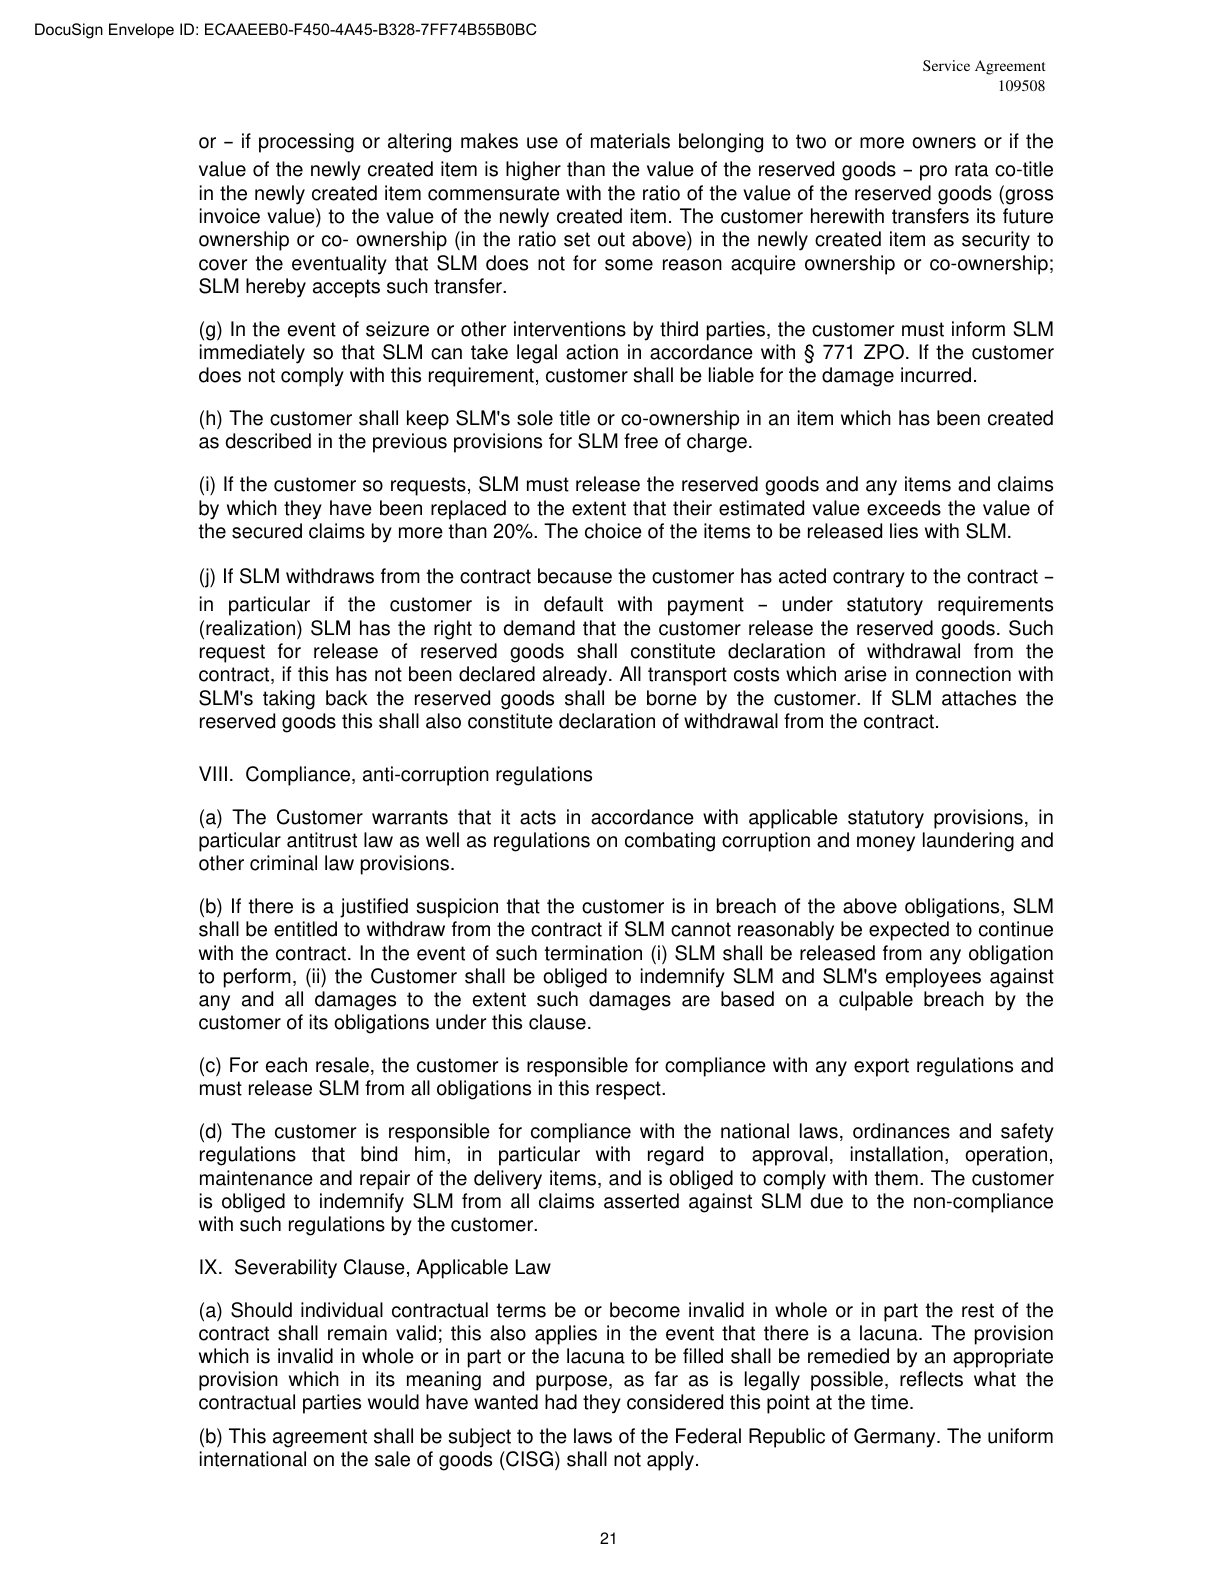 DocuSign Envelope ID: ECAAEEB0-F450-4A45-B328-7FF74B55B0BC
Service Agreement
109508
or – if processing or altering makes use of materials belonging to two or more owners or if the
value of the newly created item is higher than the value of the reserved goods – pro rata co-title
in the newly created item commensurate with the ratio of the value of the reserved goods (gross
invoice value) to the value of the newly created item. The customer herewith transfers its future
ownership or co- ownership (in the ratio set out above) in the newly created item as security to
cover the eventuality that SLM does not for some reason acquire ownership or co-ownership;
SLM hereby accepts such transfer.
(g) In the event of seizure or other interventions by third parties, the customer must inform SLM
immediately so that SLM can take legal action in accordance with § 771 ZPO. If the customer
does not comply with this requirement, customer shall be liable for the damage incurred.
(h) The customer shall keep SLM's sole title or co-ownership in an item which has been created
as described in the previous provisions for SLM free of charge.
(i) If the customer so requests, SLM must release the reserved goods and any items and claims
by which they have been replaced to the extent that their estimated value exceeds the value of
the secured claims by more than 20%. The choice of the items to be released lies with SLM.
(j) If SLM withdraws from the contract because the customer has acted contrary to the contract –
in particular if the customer is in default with payment – under statutory requirements
(realization) SLM has the right to demand that the customer release the reserved goods. Such
request for release of reserved goods shall constitute declaration of withdrawal from the
contract, if this has not been declared already. All transport costs which arise in connection with
SLM's taking back the reserved goods shall be borne by the customer. If SLM attaches the
reserved goods this shall also constitute declaration of withdrawal from the contract.
VIII. Compliance, anti-corruption regulations
(a) The Customer warrants that it acts in accordance with applicable statutory provisions, in
particular antitrust law as well as regulations on combating corruption and money laundering and
other criminal law provisions.
(b) If there is a justified suspicion that the customer is in breach of the above obligations, SLM
shall be entitled to withdraw from the contract if SLM cannot reasonably be expected to continue
with the contract. In the event of such termination (i) SLM shall be released from any obligation
to perform, (ii) the Customer shall be obliged to indemnify SLM and SLM's employees against
any and all damages to the extent such damages are based on a culpable breach by the
customer of its obligations under this clause.
(c) For each resale, the customer is responsible for compliance with any export regulations and
must release SLM from all obligations in this respect.
(d) The customer is responsible for compliance with the national laws, ordinances and safety
regulations that bind him, in particular with regard to approval, installation, operation,
maintenance and repair of the delivery items, and is obliged to comply with them. The customer
is obliged to indemnify SLM from all claims asserted against SLM due to the non-compliance
with such regulations by the customer.
IX. Severability Clause, Applicable Law
(a) Should individual contractual terms be or become invalid in whole or in part the rest of the
contract shall remain valid; this also applies in the event that there is a lacuna. The provision
which is invalid in whole or in part or the lacuna to be filled shall be remedied by an appropriate
provision which in its meaning and purpose, as far as is legally possible, reflects what the
contractual parties would have wanted had they considered this point at the time.
(b) This agreement shall be subject to the laws of the Federal Republic of Germany. The uniform
international on the sale of goods (CISG) shall not apply.
21